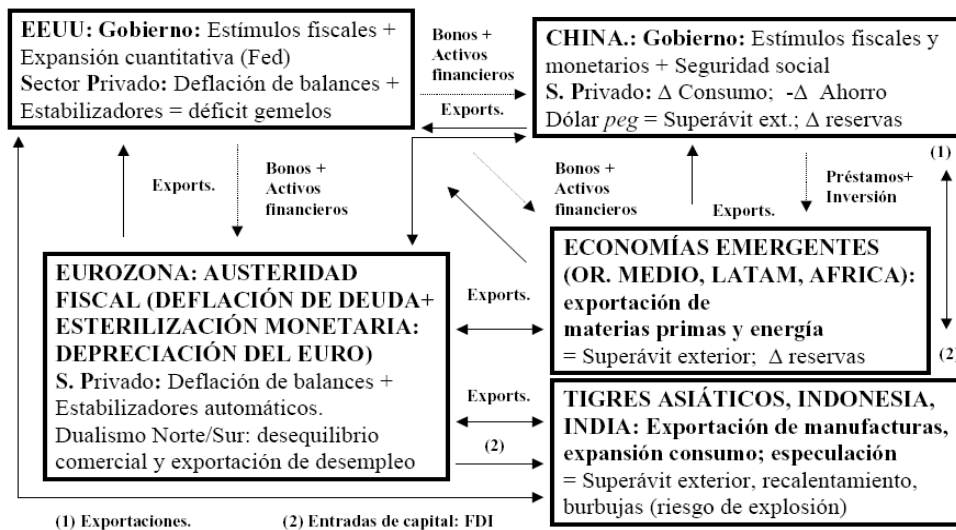 EEUU: Gobierno: Estímulos fiscales +
Expansión cuantitativa (Fed)
Sector Privado: Deflación de balances +
Estabilizadores = déficit gemelos
Bonos +
Activos
financieros
Exports.
CHINA.: Gobierno: Estímulos fiscales y
monetarios + Seguridad social
S. Privado: Δ Consumo; -Δ Ahorro
Dólar peg = Superávit ext.; Δ reservas
(1)
Exports.
Bonos +
Activos
financieros
Bonos +
Activos
financieros
Exports.
Préstamos+
Inversión
EUROZONA: AUSTERIDAD
FISCAL (DEFLACIÓN DE DEUDA+
ESTERILIZACIÓN MONETARIA:
DEPRECIACIÓN DEL EURO)
S. Privado: Deflación de balances +
Estabilizadores automáticos.
Dualismo Norte/Sur: desequilibrio
comercial y exportación de desempleo
Exports.
ECONOMÍAS EMERGENTES
(OR. MEDIO, LATAM, AFRICA):
exportación de
materias primas y energía
= Superávit exterior; Δ reservas
(2)
Exports.
(2)
TIGRES ASIÁTICOS, INDONESIA,
INDIA: Exportación de manufacturas,
expansión consumo; especulación
= Superávit exterior, recalentamiento,
burbujas (riesgo de explosión)
(1) Exportaciones.
(2) Entradas de capital: FDI